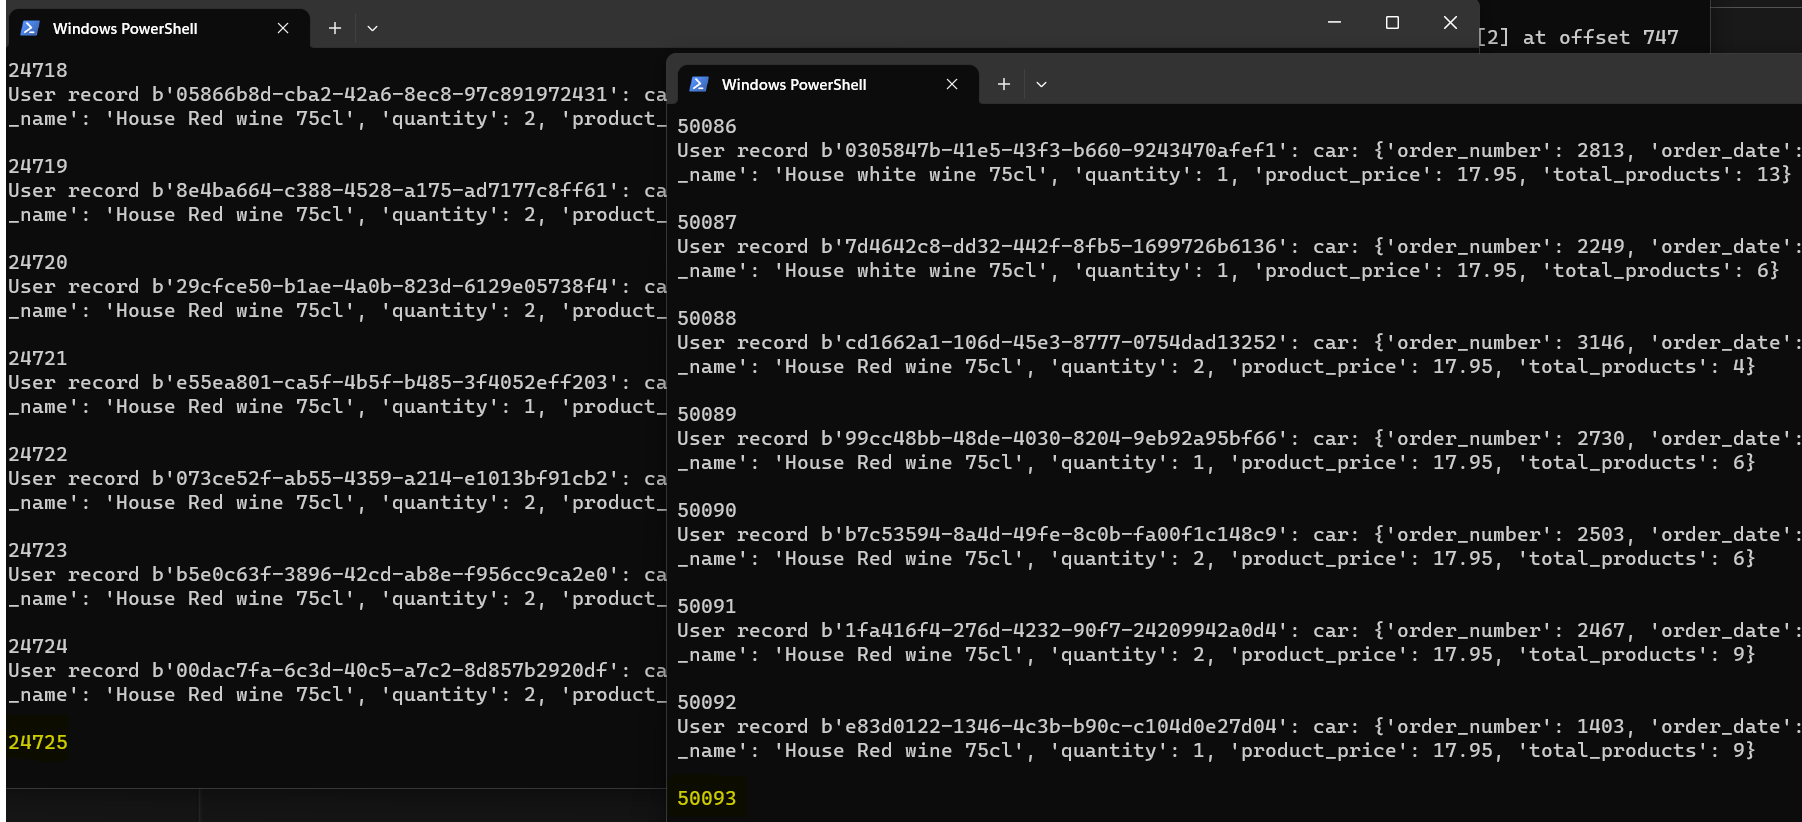 Windows PowerShell
24718
User record b'05866b8d-cba2-42a6-8ec8-97c891972431': ca
_name': 'House Red wine 75cl', 'quantity': 2, 'product_
24719
User record b'8e4ba664-c388-4528-a175-ad7177c8ff61': ca
_name': 'House Red wine 75cl', 'quantity': 2, 'product_
24720
User record b'29cfce50-b1ae-4a0b-823d-6129e05738f4': ca
_name': 'House Red wine 75cl', 'quantity': 2, 'product_
24721
User record b'e55ea801-ca5f-4b5f-b485-3f4052eff203': ca
_name': 'House Red wine 75cl', 'quantity': 1, 'product_
24722
User record b'073ce52f-ab55-4359-a214-e1013bf91cb2': ca
_name': 'House Red wine 75cl', 'quantity': 2, 'product_
24723
User record b'b5e0c63f-3896-42cd-ab8e-f956cc9ca2e0': ca
_name': 'House Red wine 75cl', 'quantity': 2, 'product_
24724
User record b'00dac7fa-6c3d-40c5-a7c2-8d857b2920df': ca
_name': 'House Red wine 75cl', 'quantity': 2, 'product_
24725
[2] at offset 747
Windows PowerShell
50086
User record b'0305847b-41e5-43f3-b660-9243470afef1': car: {'order_number': 2813, 'order_date':
_name': 'House white wine 75cl', 'quantity': 1, 'product_price': 17.95, 'total_products': 13}
50087
User record b'7d4642c8-dd32-442f-8fb5-1699726b6136': car: {'order_number': 2249, 'order_date':
_name': 'House white wine 75cl', 'quantity': 1, 'product_price': 17.95, 'total_products': 6}
50088
User record b'cd1662a1-106d-45e3-8777-0754dad13252': car: {'order_number': 3146, 'order_date':
_name': 'House Red wine 75cl', 'quantity': 2, 'product_price': 17.95, 'total_products': 4}
50089
User record b'99cc48bb-48de-4030-8204-9eb92a95bf66': car: {'order_number': 2730, 'order_date':
_name': 'House Red wine 75cl', 'quantity': 1, 'product_price': 17.95, 'total_products': 6}
50090
User record b'b7c53594-8a4d-49fe-8c0b-fa00f1c148c9': car: {'order_number': 2503, 'order_date':
_name': 'House Red wine 75cl', 'quantity': 2, 'product_price': 17.95, 'total_products': 6}
50091
User record b'1fa416f4-276d-4232-90f7-24209942a0d4': car: {'order_number': 2467, 'order_date':
_name': 'House Red wine 75cl', 'quantity': 2, 'product_price': 17.95, 'total_products': 9}
50092
User record b'e83d0122-1346-4c3b-b90c-c104d0e27d04': car: {'order_number': 1403, 'order_date':
_name': 'House Red wine 75cl', 'quantity': 1, 'product_price': 17.95, 'total_products': 9}
50093